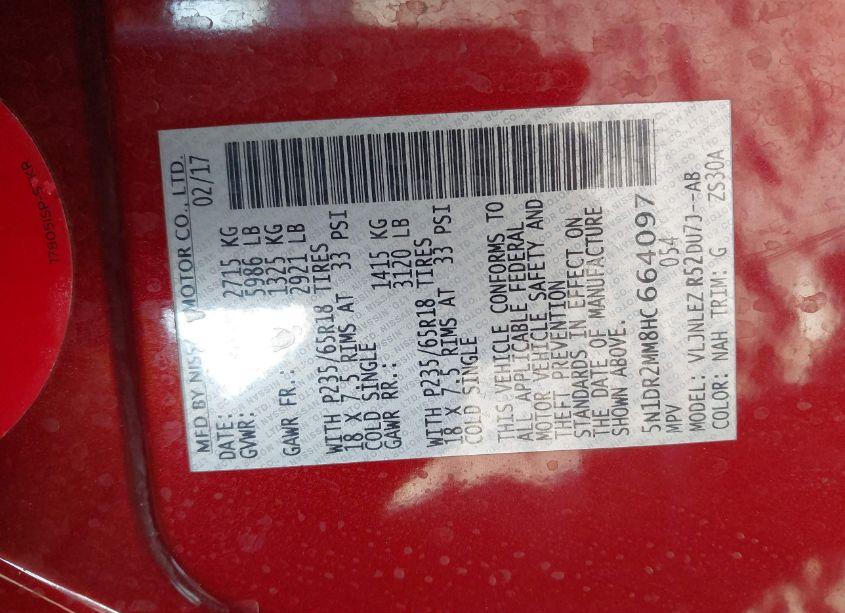 MFD.BY NISS MOTOR CO., LTD.
DATE: 02/17
GVWR: 2715 KG
5986 LB
GAWR FR.: 1325 KG
2921 LB
WITH P235/65R18 TIRES
18 X 7.5 RIMS AT 33 PSI
COLD SINGLE
GAWR RR.: 1415 KG
3120 LB
WITH P235/65R18 TIRES
18 X 7.5 RIMS AT 33 PSI
COLD SINGLE
THIS VEHICLE CONFORMS TO
ALL APPLICABLE FEDERAL
MOTOR VEHICLE SAFETY AND
THEFT PREVENTION
STANDARDS IN EFFECT ON
THE DATE OF MANUFACTURE
SHOWN ABOVE.
5N1DR2MM8HC664097
MPV 054
MODEL: VLJNLEZ R52DU7J--AB
COLOR: NAH TRIM: G ZS30A